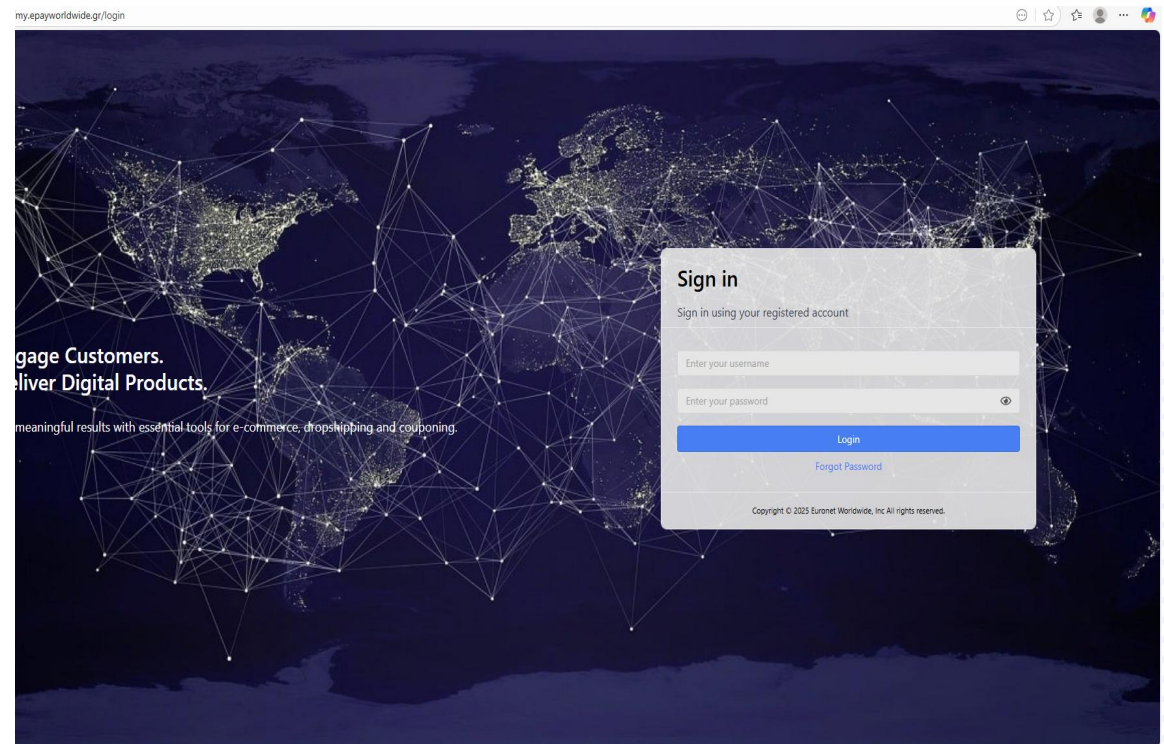 my.epayworldwide.gr/login
Sign in
Sign in using your registered account
gage Customers.
eliver Digital Products.
meaningful results with essential tools for e-commerce, dropshipping and couponing.
Enter your username
Enter your password
Login
Forgot Password
Copyright © 2025 Euronet Worldwide, Inc All rights reserved.